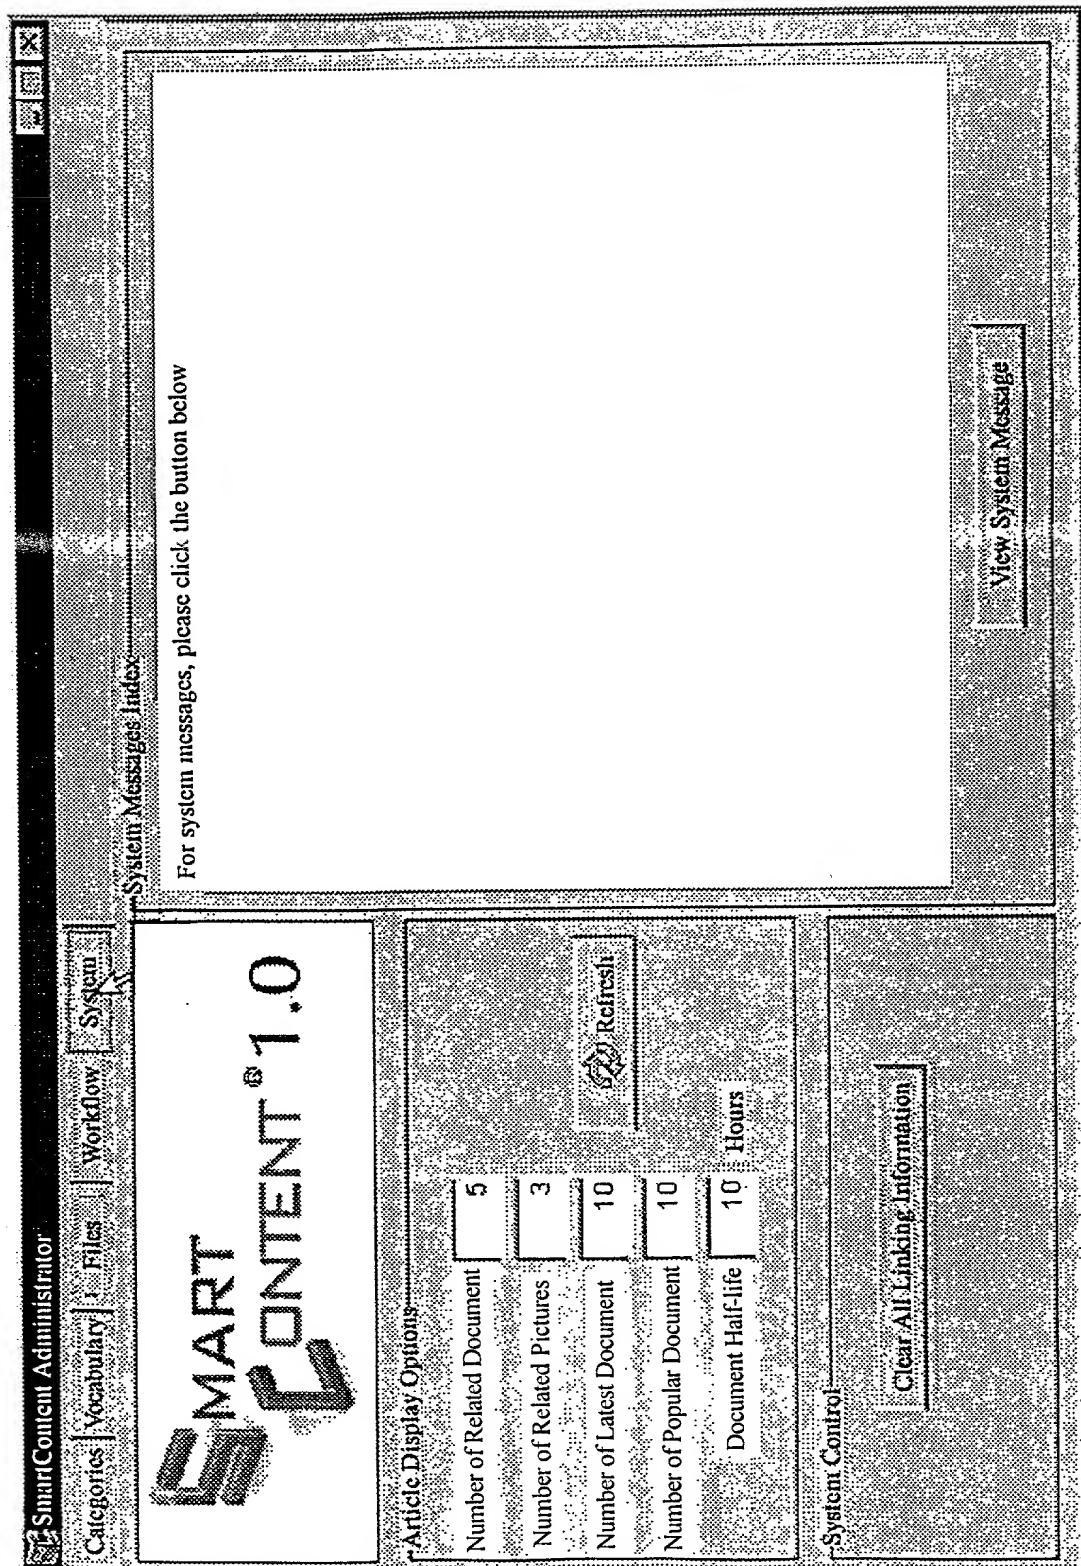 SmartContent Administrator
Categories Vocabulary Files Workflow System
SMART
CONTENT® 1.0
Article Display Options
Number of Related Document 5
Number of Related Pictures 3
Number of Latest Document 10
Number of Popular Document 10
Document Half-life 10 Hours
Refresh
System Control
Clear All Linking Information
System Messages Index
For system messages, please click the button below
View System Message